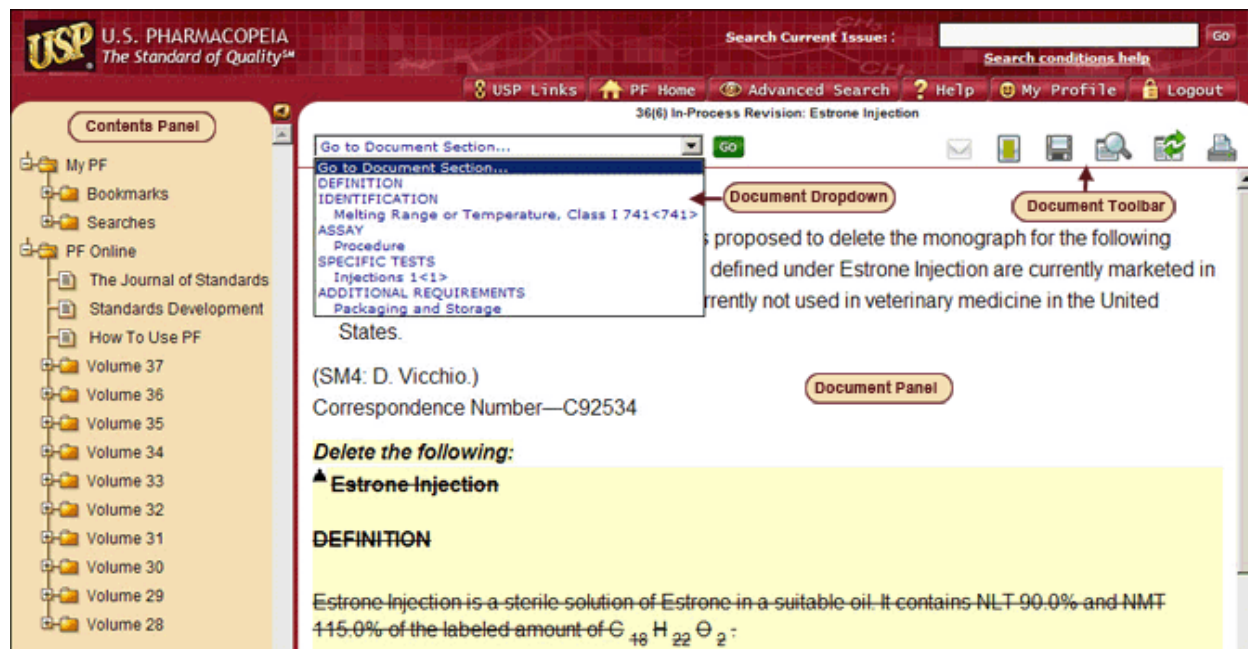 USP
U.S. PHARMACOPEIA
The Standard of Quality℠
Search Current Issue: :
GO
Search conditions help
USP Links PF Home Advanced Search ? Help My Profile Logout
Contents Panel
My PF
Bookmarks
Searches
PF Online
The Journal of Standards
Standards Development
How To Use PF
Volume 37
Volume 36
Volume 35
Volume 34
Volume 33
Volume 32
Volume 31
Volume 30
Volume 29
Volume 28
36(6) In-Process Revision: Estrone Injection
Go to Document Section...
GO
Go to Document Section...
DEFINITION
IDENTIFICATION
Melting Range or Temperature, Class I 741<741>
ASSAY
Procedure
SPECIFIC TESTS
Injections 1<1>
ADDITIONAL REQUIREMENTS
Packaging and Storage
Document Dropdown
Document Toolbar
proposed to delete the monograph for the following
defined under Estrone Injection are currently marketed in
rently not used in veterinary medicine in the United
States.
(SM4: D. Vicchio.)
Document Panel
Correspondence Number—C92534
Delete the following:
▲Estrone Injection
DEFINITION
Estrone Injection is a sterile solution of Estrone in a suitable oil. It contains NLT 90.0% and NMT
115.0% of the labeled amount of C 18 H 22 O 2 .
CH₃
CH